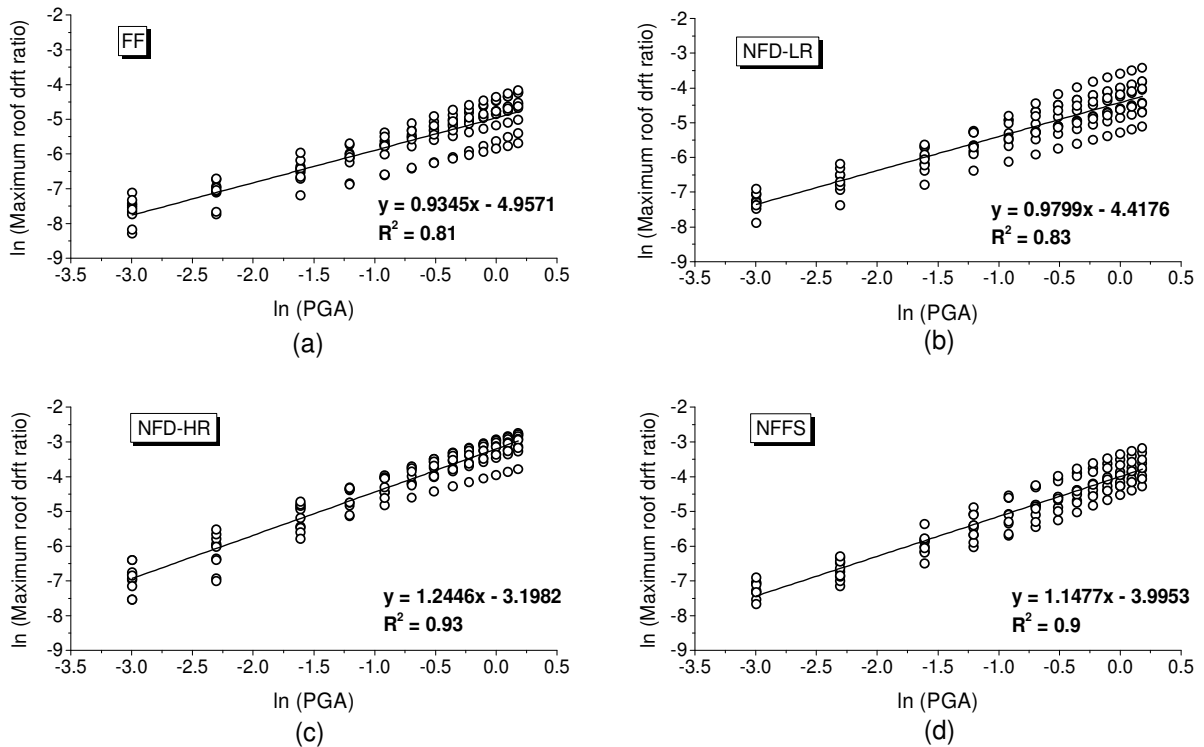 FF
ln (Maximum roof drft ratio)
-2
-3
-4
-5
-6
-7
-8
-9
y = 0.9345x - 4.9571
R² = 0.81
-3.5 -3.0 -2.5 -2.0 -1.5 -1.0 -0.5 0.0 0.5
ln (PGA)
(a)
NFD-LR
ln (Maximum roof drft ratio)
-2
-3
-4
-5
-6
-7
-8
-9
y = 0.9799x - 4.4176
R² = 0.83
-3.5 -3.0 -2.5 -2.0 -1.5 -1.0 -0.5 0.0 0.5
ln (PGA)
(b)
NFD-HR
ln (Maximum roof drft ratio)
-2
-3
-4
-5
-6
-7
-8
-9
y = 1.2446x - 3.1982
R² = 0.93
-3.5 -3.0 -2.5 -2.0 -1.5 -1.0 -0.5 0.0 0.5
ln (PGA)
(c)
NFFS
ln (Maximum roof drft ratio)
-2
-3
-4
-5
-6
-7
-8
-9
y = 1.1477x - 3.9953
R² = 0.9
-3.5 -3.0 -2.5 -2.0 -1.5 -1.0 -0.5 0.0 0.5
ln (PGA)
(d)